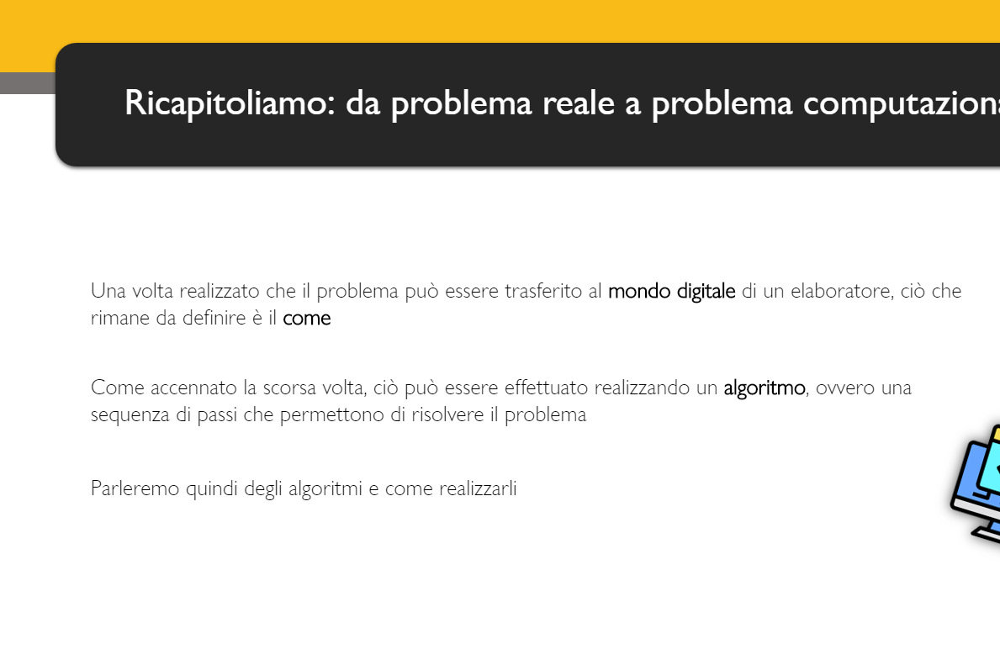 Ricapitoliamo: da problema reale a problema
Una volta realizzato che il problema può essere trasferito al mondo digitale di un elaboratore, ciò che
rimane da definire è il come
Come accennato la scorsa volta, ciò può essere effettuato realizzando un algoritmo, ovvero una
sequenza di passi che permettono di risolvere il problema
Parleremo quindi degli algoritmi e come realizzarli